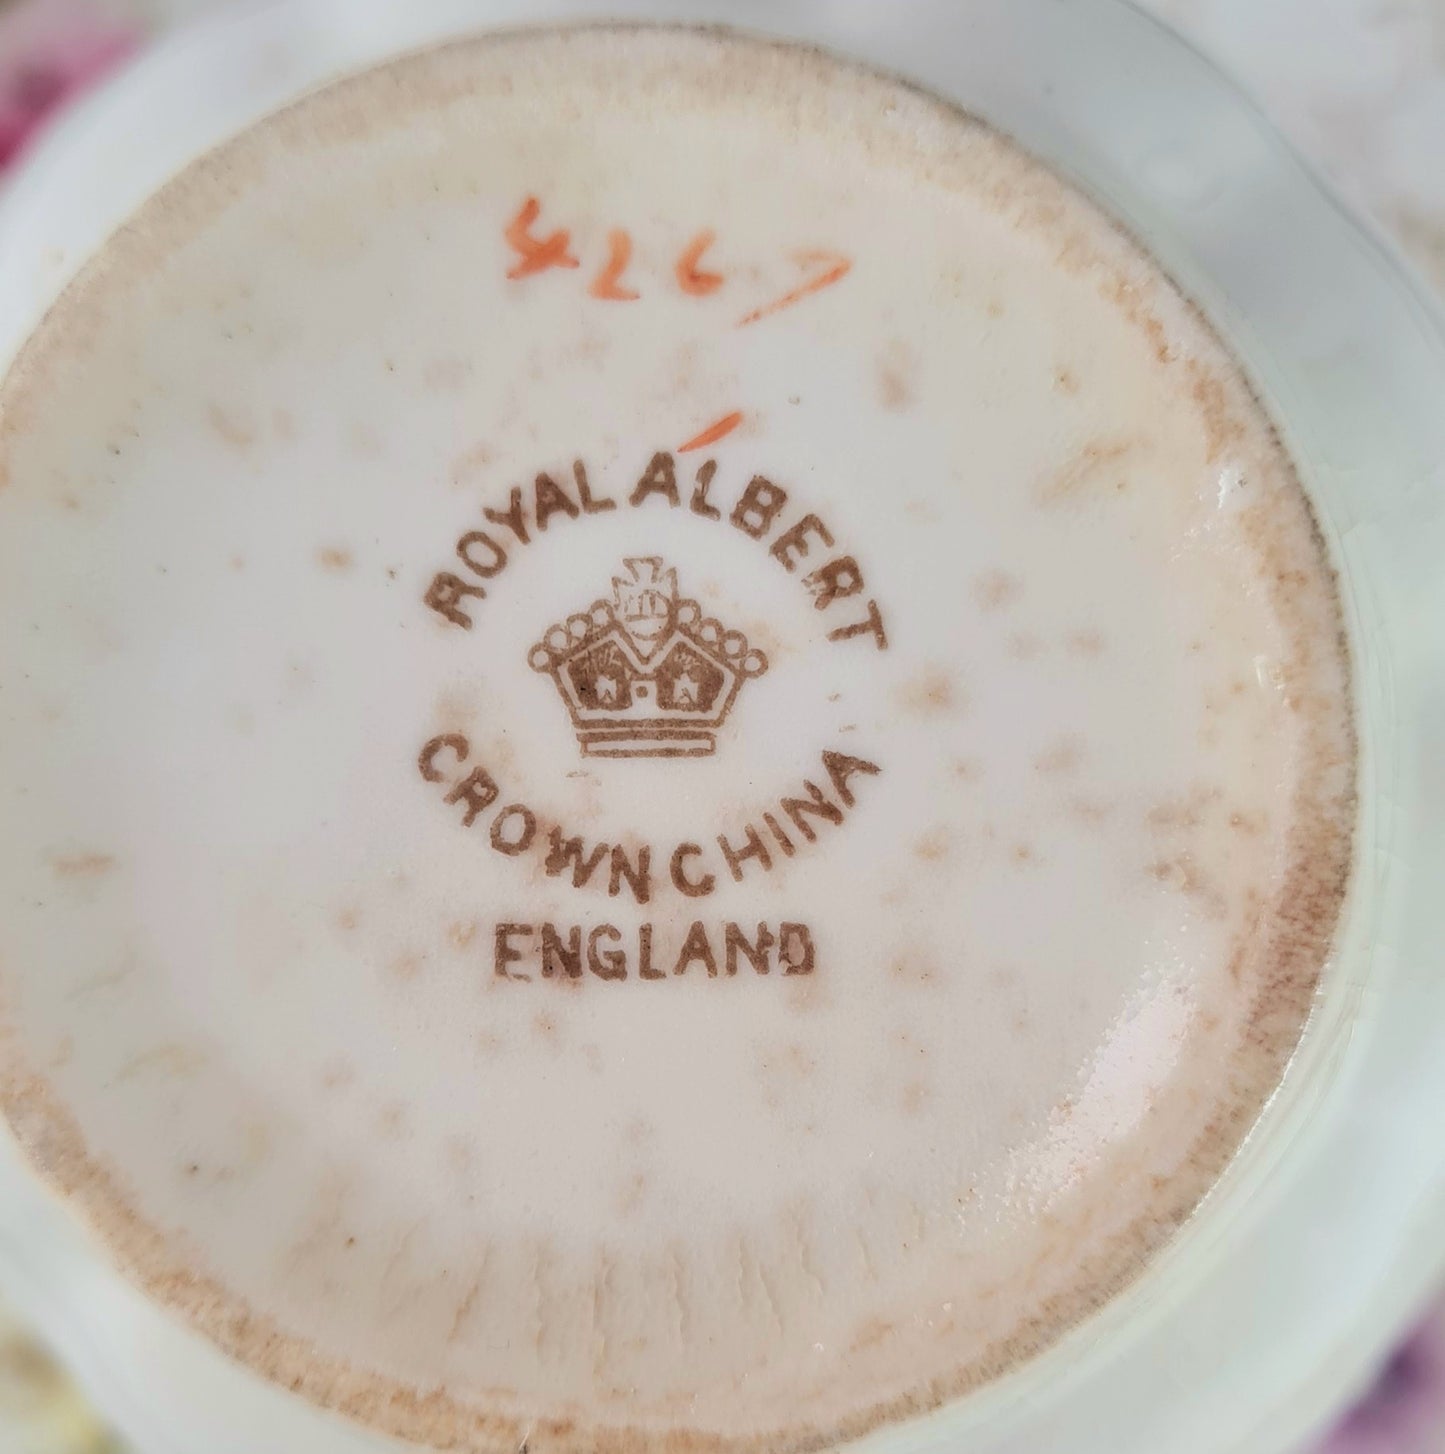 4267
ROYAL ALBERT
CROWN CHINA
ENGLAND